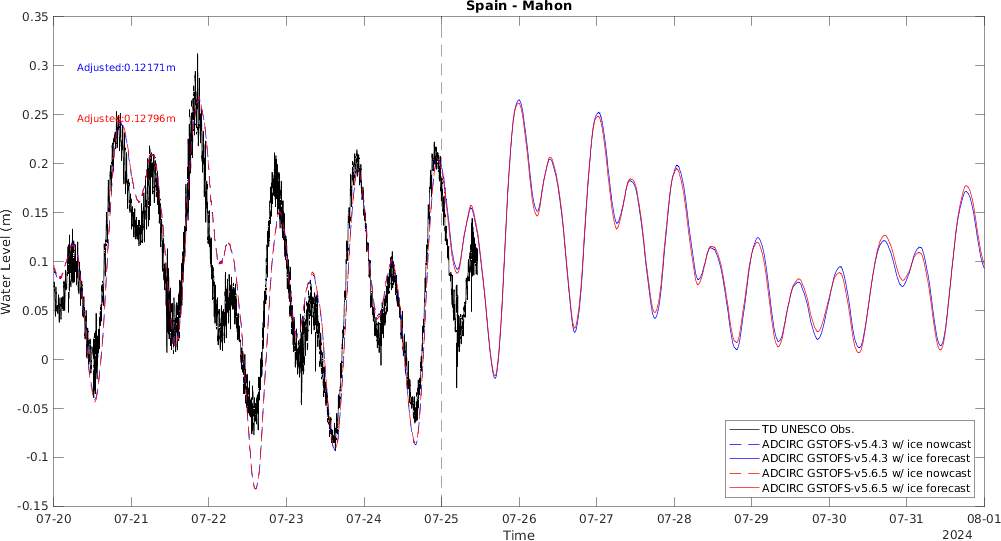 Spain - Mahon
Adjusted:0.12171m
Adjusted:0.12796m
Water Level (m)
0.35
0.3
0.25
0.2
0.15
0.1
0.05
0
-0.05
-0.1
-0.15
07-20 07-21 07-22 07-23 07-24 07-25 07-26 07-27 07-28 07-29 07-30 07-31 08-01
Time
2024
TD UNESCO Obs.
ADCIRC GSTOFS-v5.4.3 w/ ice nowcast
ADCIRC GSTOFS-v5.4.3 w/ ice forecast
ADCIRC GSTOFS-v5.6.5 w/ ice nowcast
ADCIRC GSTOFS-v5.6.5 w/ ice forecast